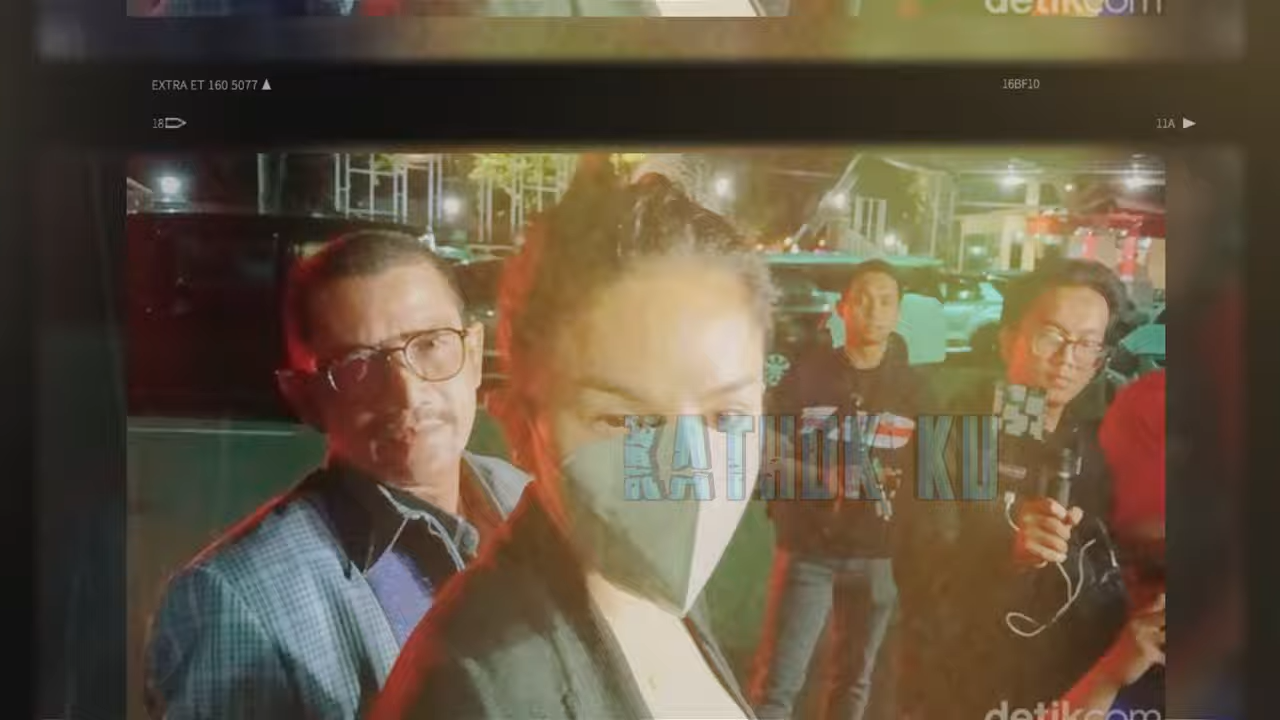 detikcom
EXTRA ET 160 5077
16BF10
18
11A
KATHOK KU
detikcom